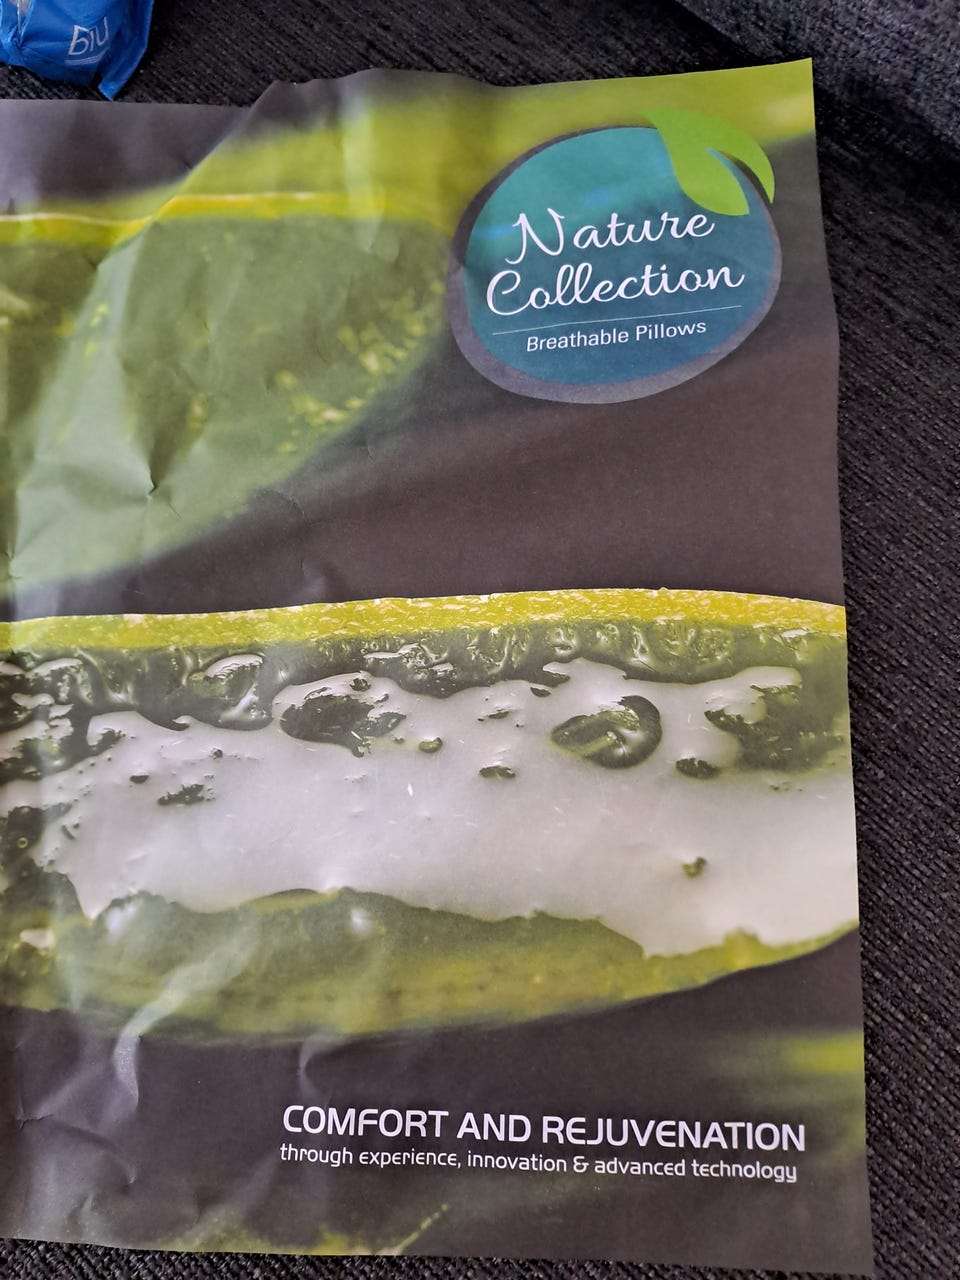 Nature
Collection
Breathable Pillows
COMFORT AND REJUVENATION
through experience, innovation & advanced technology